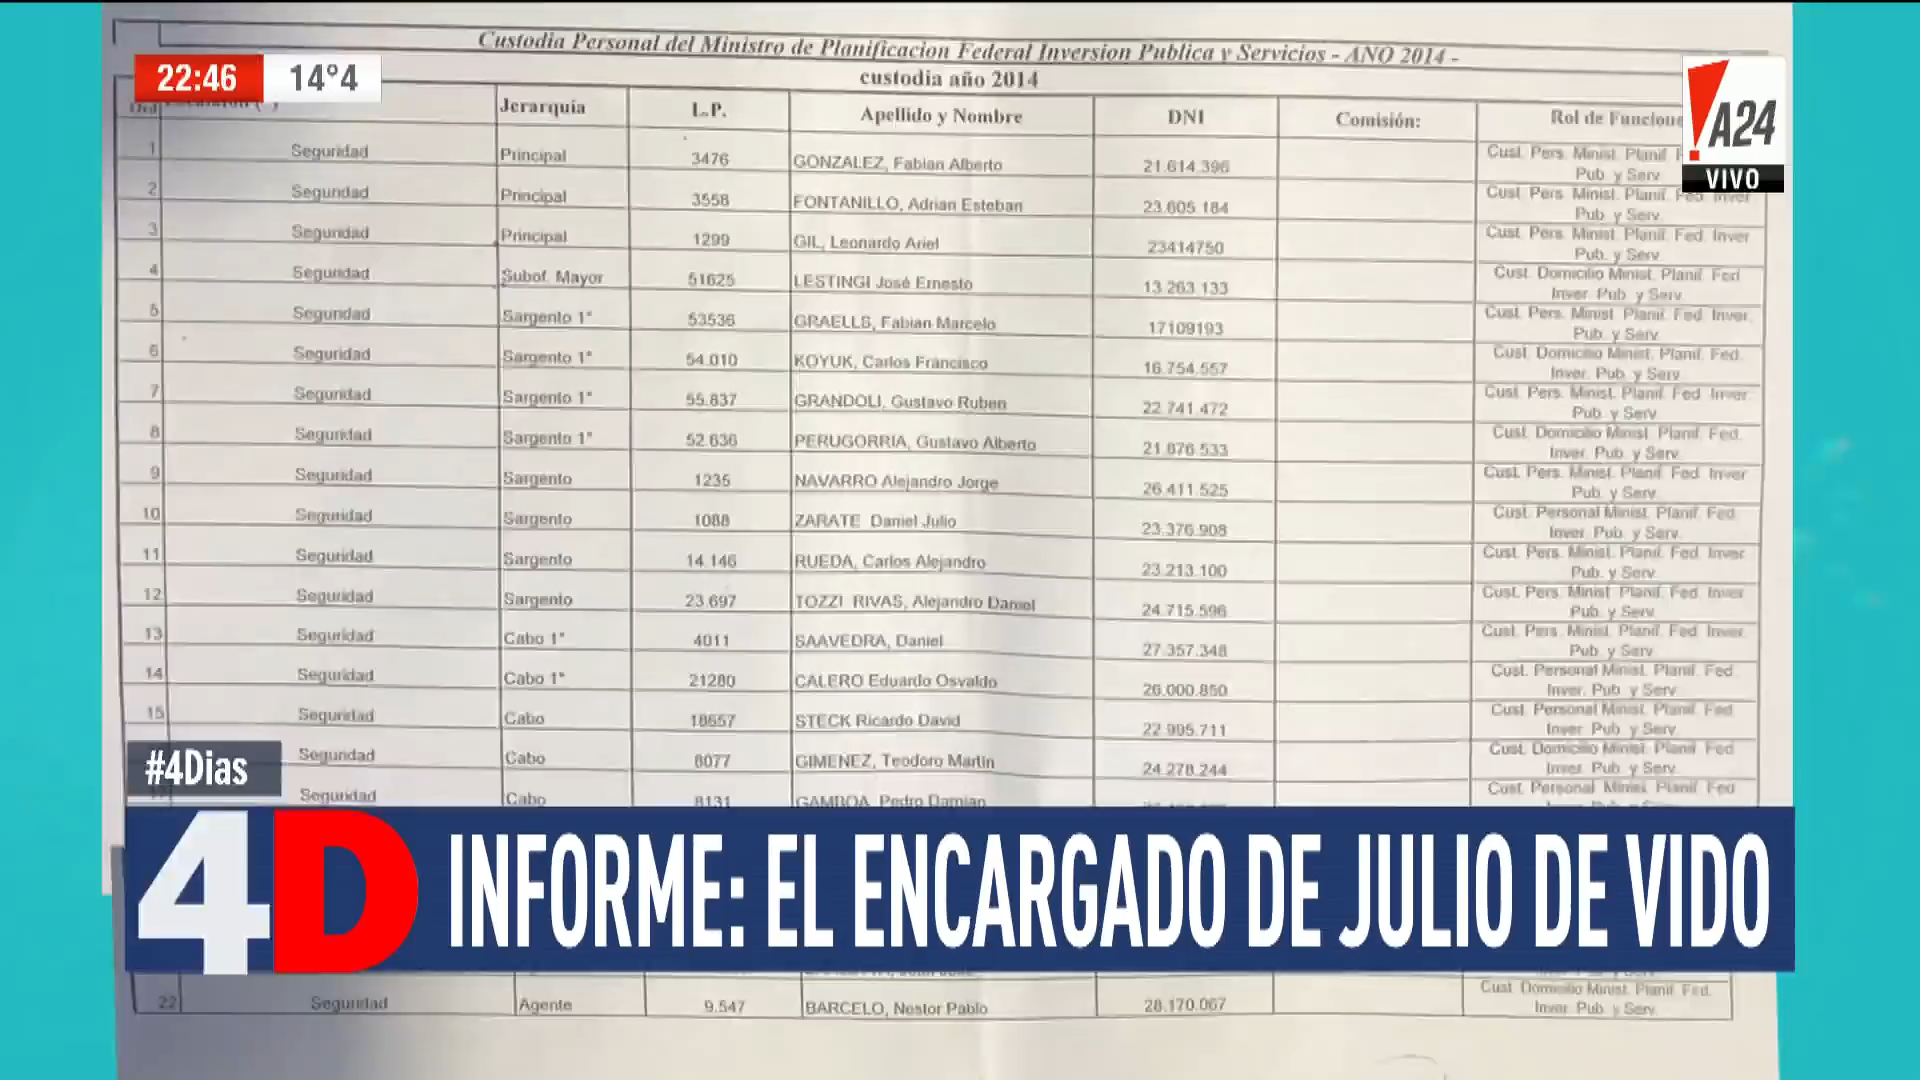 Custodia Personal del Ministro de Planificacion Federal Inversion Publica y Servicios - AÑO 2014 -
custodia año 2014
22:46 14°4
A24
VIVO
Jerarquía L.P. Apellido y Nombre DNI Comisión: Rol de
1 Seguridad Principal 3476 GONZALEZ, Fabian Alberto 21.614.396 Cust. Pers. Minist. Planif
Pub. y Serv.
2 Seguridad Principal 3558 FONTANILLO, Adrian Esteban 23.605.184 Cust. Pers. Minist. Planif. Fed. Inver
Pub. y Serv.
3 Seguridad Principal 1299 GIL, Leonardo Ariel 23414750 Cust. Pers. Minist. Planif. Fed. Inver
Pub. y Serv.
4 Seguridad Subof. Mayor 51625 LESTINGI José Ernesto 13.263.133 Cust. Domicilio Minist. Planif. Fed
Inver. Pub. y Serv
5 Seguridad Sargento 1° 53536 GRAELLS, Fabian Marcelo 17109193 Cust. Pers. Minist. Planif. Fed. Inver.
Pub. y Serv.
6 Seguridad Sargento 1° 54.010 KOYUK, Carlos Francisco 16.754.557 Cust. Domicilio Minist. Planif. Fed.
Inver. Pub. y Serv.
7 Seguridad Sargento 1° 55.837 GRANDOLI, Gustavo Ruben 22.741.472 Cust. Pers. Minist. Planif. Fed. Inver.
Pub. y Serv.
8 Seguridad Sargento 1° 52.636 PERUGORRIA, Gustavo Alberto 21.876.533 Cust. Domicilio Minist. Planif. Fed.
Inver. Pub. y Serv.
9 Seguridad Sargento 1235 NAVARRO Alejandro Jorge 26.411.525 Cust. Pers. Minist. Planif. Fed. Inver
Pub. y Serv.
10 Seguridad Sargento 1088 ZARATE Daniel Julio 23.376.908 Cust. Personal Minist. Planif. Fed.
Inver. Pub. y Serv.
11 Seguridad Sargento 14.146 RUEDA, Carlos Alejandro 23.213.100 Cust. Pers. Minist. Planif. Fed. Inver
Pub. y Serv.
12 Seguridad Sargento 23.697 TOZZI RIVAS, Alejandro Daniel 24.715.596 Cust. Pers. Minist. Planif. Fed. Inver
Pub. y Serv.
13 Seguridad Cabo 1° 4011 SAAVEDRA, Daniel 27.357.348 Cust. Pers. Minist. Planif. Fed. Inver.
Pub. y Serv
14 Seguridad Cabo 1° 21280 CALERO Eduardo Osvaldo 26.000.850 Cust. Personal Minist. Planif. Fed.
Inver. Pub. y Serv
15 Seguridad Cabo 18657 STECK Ricardo David 22.995.711 Cust. Personal Minist. Planif. Fed
Inver. Pub. y Serv.
Seguridad Cabo 8077 GIMENEZ, Teodoro Martin 24.278.244 Cust. Domicilio Minist. Planif. Fed
Inver. Pub. y Serv.
Seguridad Cabo 8131 GAMBOA, Pedro Damian Cust. Personal Minist. Planif. Fed
#4Dias
4D INFORME: EL ENCARGADO DE JULIO DE VIDO
22 Seguridad Agente 9.547 BARCELO, Nestor Pablo 28.170.067 Cust. Domicilio Minist. Planif. Fed.
Inver. Pub. y Serv.